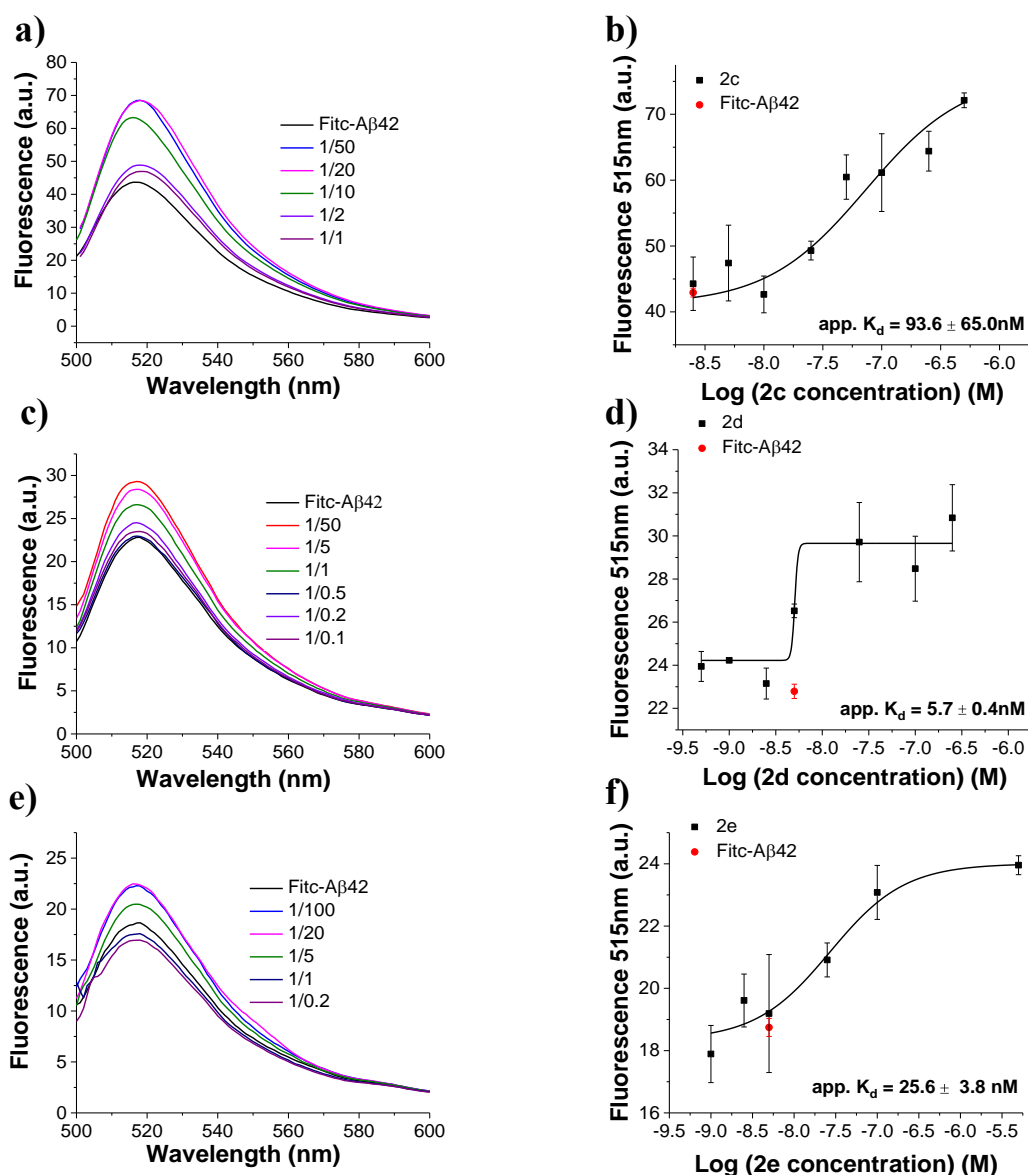 a)
Fluorescence (a.u.)
80
70
60
50
40
30
20
10
0
500 520 540 560 580 600
Wavelength (nm)
Fitc-Aβ42
1/50
1/20
1/10
1/2
1/1
b)
Fluorescence 515nm (a.u.)
70
60
50
40
-8.5 -8.0 -7.5 -7.0 -6.5 -6.0
Log (2c concentration) (M)
2c
Fitc-Aβ42
app. Kd = 93.6 ± 65.0nM
c)
Fluorescence (a.u.)
30
25
20
15
10
5
0
500 520 540 560 580 600
Wavelength (nm)
Fitc-Aβ42
1/50
1/5
1/1
1/0.5
1/0.2
1/0.1
d)
Fluorescence 515nm (a.u.)
34
32
30
28
26
24
22
-9.5 -9.0 -8.5 -8.0 -7.5 -7.0 -6.5 -6.0
Log (2d concentration) (M)
2d
Fitc-Aβ42
app. Kd = 5.7 ± 0.4nM
e)
Fluorescence (a.u.)
25
20
15
10
5
0
500 520 540 560 580 600
Wavelength (nm)
Fitc-Aβ42
1/100
1/20
1/5
1/1
1/0.2
f)
Fluorescence 515nm (a.u.)
24
22
20
18
16
-9.0 -8.5 -8.0 -7.5 -7.0 -6.5 -6.0 -5.5
Log (2e concentration) (M)
2e
Fitc-Aβ42
app. Kd = 25.6 ± 3.8 nM